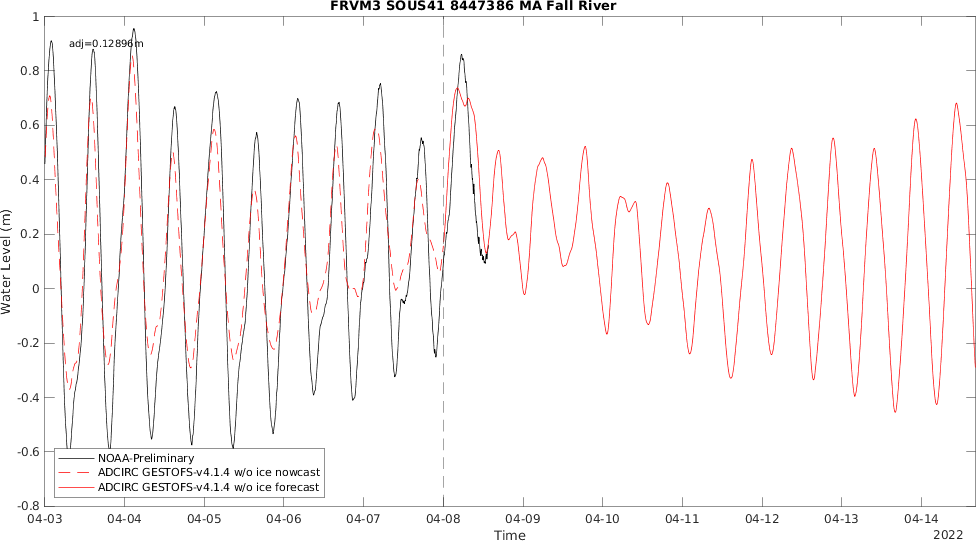 FRVM3 SOUS41 8447386 MA Fall River
adj=0.12896m
Water Level (m)
1
0.8
0.6
0.4
0.2
0
-0.2
-0.4
-0.6
-0.8
NOAA-Preliminary
ADCIRC GESTOFS-v4.1.4 w/o ice nowcast
ADCIRC GESTOFS-v4.1.4 w/o ice forecast
04-03 04-04 04-05 04-06 04-07 04-08 04-09 04-10 04-11 04-12 04-13 04-14
Time
2022